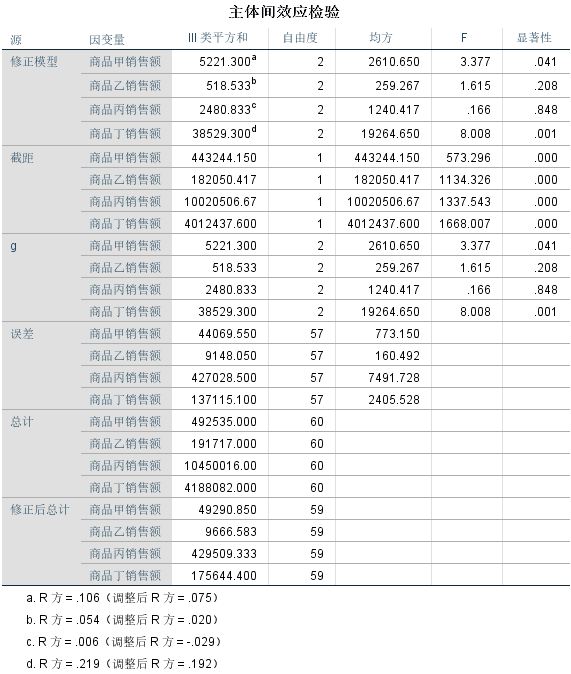 主体间效应检验
源 因变量 III 类平方和 自由度 均方 F 显著性
修正模型 商品甲销售额 5221.300a 2 2610.650 3.377 .041
商品乙销售额 518.533b 2 259.267 1.615 .208
商品丙销售额 2480.833c 2 1240.417 .166 .848
商品丁销售额 38529.300d 2 19264.650 8.008 .001
截距 商品甲销售额 443244.150 1 443244.150 573.296 .000
商品乙销售额 182050.417 1 182050.417 1134.326 .000
商品丙销售额 10020506.67 1 10020506.67 1337.543 .000
商品丁销售额 4012437.600 1 4012437.600 1668.007 .000
g 商品甲销售额 5221.300 2 2610.650 3.377 .041
商品乙销售额 518.533 2 259.267 1.615 .208
商品丙销售额 2480.833 2 1240.417 .166 .848
商品丁销售额 38529.300 2 19264.650 8.008 .001
误差 商品甲销售额 44069.550 57 773.150
商品乙销售额 9148.050 57 160.492
商品丙销售额 427028.500 57 7491.728
商品丁销售额 137115.100 57 2405.528
总计 商品甲销售额 492535.000 60
商品乙销售额 191717.000 60
商品丙销售额 10450016.00 60
商品丁销售额 4188082.000 60
修正后总计 商品甲销售额 49290.850 59
商品乙销售额 9666.583 59
商品丙销售额 429509.333 59
商品丁销售额 175644.400 59
a. R 方 = .106（调整后 R 方 = .075）
b. R 方 = .054（调整后 R 方 = .020）
c. R 方 = .006（调整后 R 方 = -.029）
d. R 方 = .219（调整后 R 方 = .192）